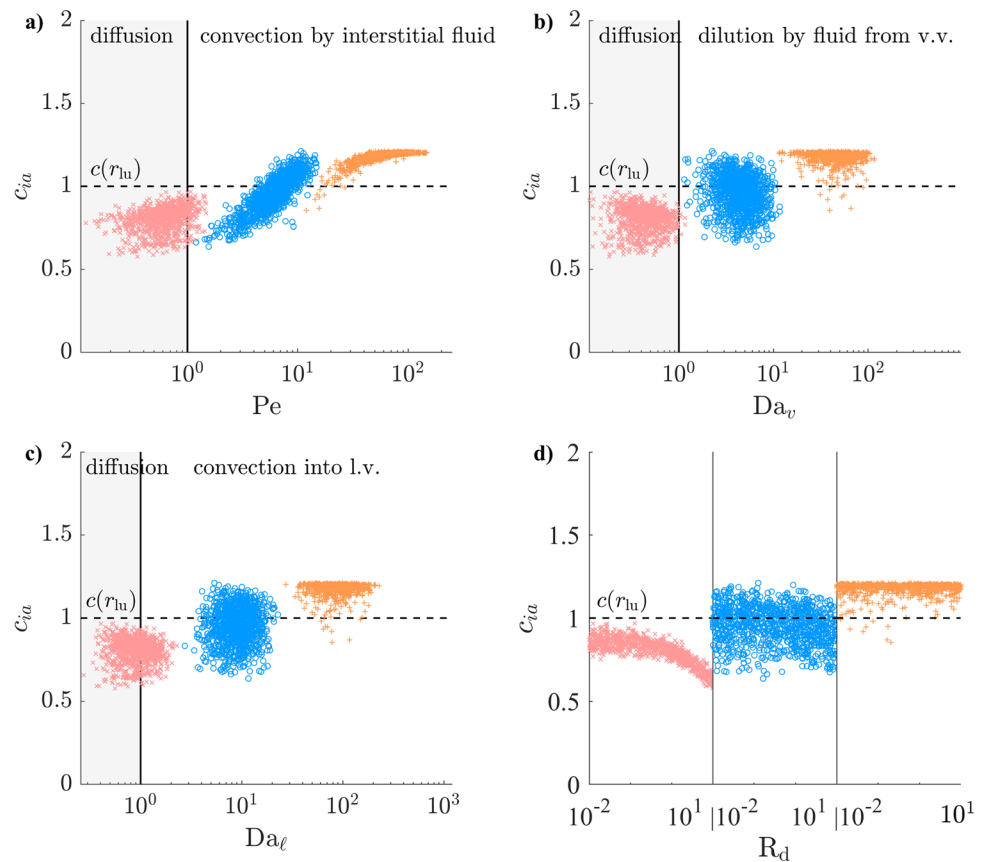 a)
2
diffusion convection by interstitial fluid
1.5
c(r_lu)
1
0.5
0
c_ia
10^0 10^1 10^2
Pe
b)
2
diffusion dilution by fluid from v.v.
1.5
c(r_lu)
1
0.5
0
c_ia
10^0 10^1 10^2
Da_v
c)
2
diffusion convection into l.v.
1.5
c(r_lu)
1
0.5
0
c_ia
10^0 10^1 10^2 10^3
Da_ℓ
d)
2
1.5
c(r_lu)
1
0.5
0
c_ia
10^-2 10^1 |10^-2 10^1 |10^-2 10^1
R_d